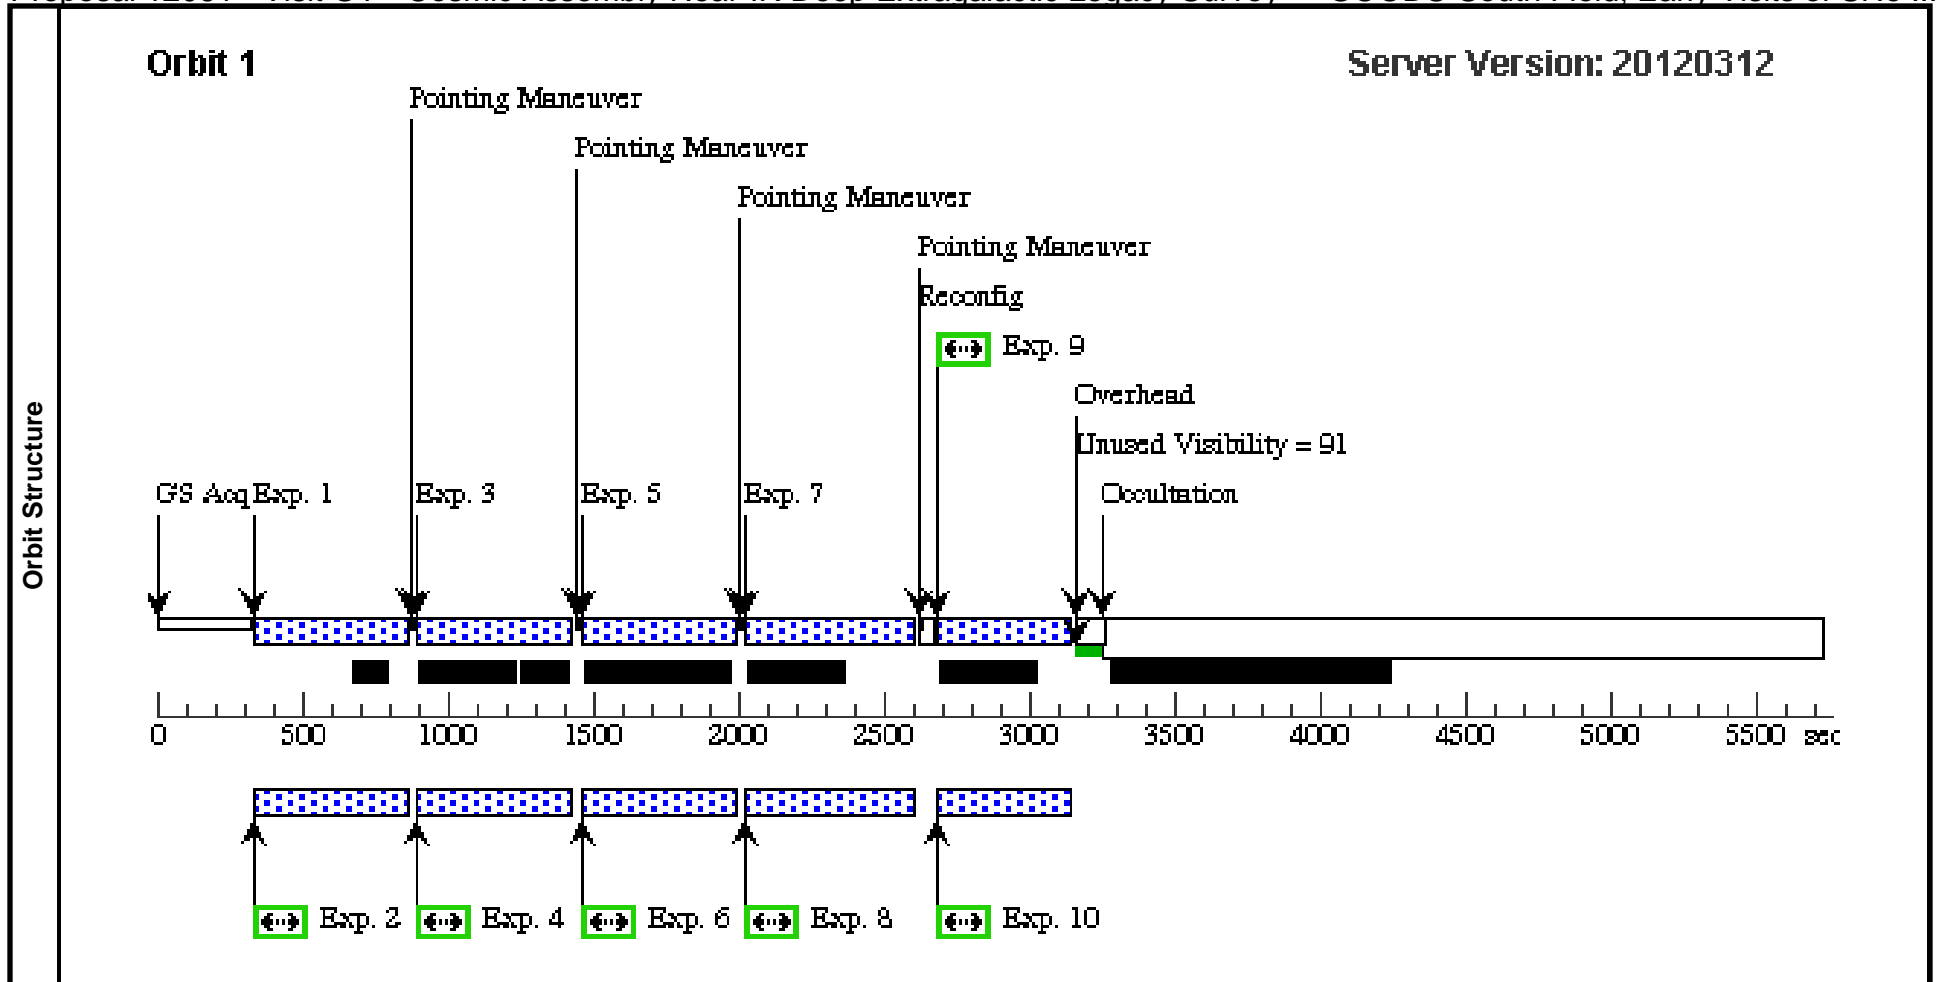 Orbit 1
Server Version: 20120312
Pointing Maneuver
Pointing Maneuver
Pointing Maneuver
Pointing Maneuver
Reconfig
Exp. 9
Overhead
Unused Visibility = 91
GS Acq Exp. 1 Exp. 3 Exp. 5 Exp. 7 Occultation
Orbit Structure
0 500 1000 1500 2000 2500 3000 3500 4000 4500 5000 5500 sec
Exp. 2 Exp. 4 Exp. 6 Exp. 8 Exp. 10